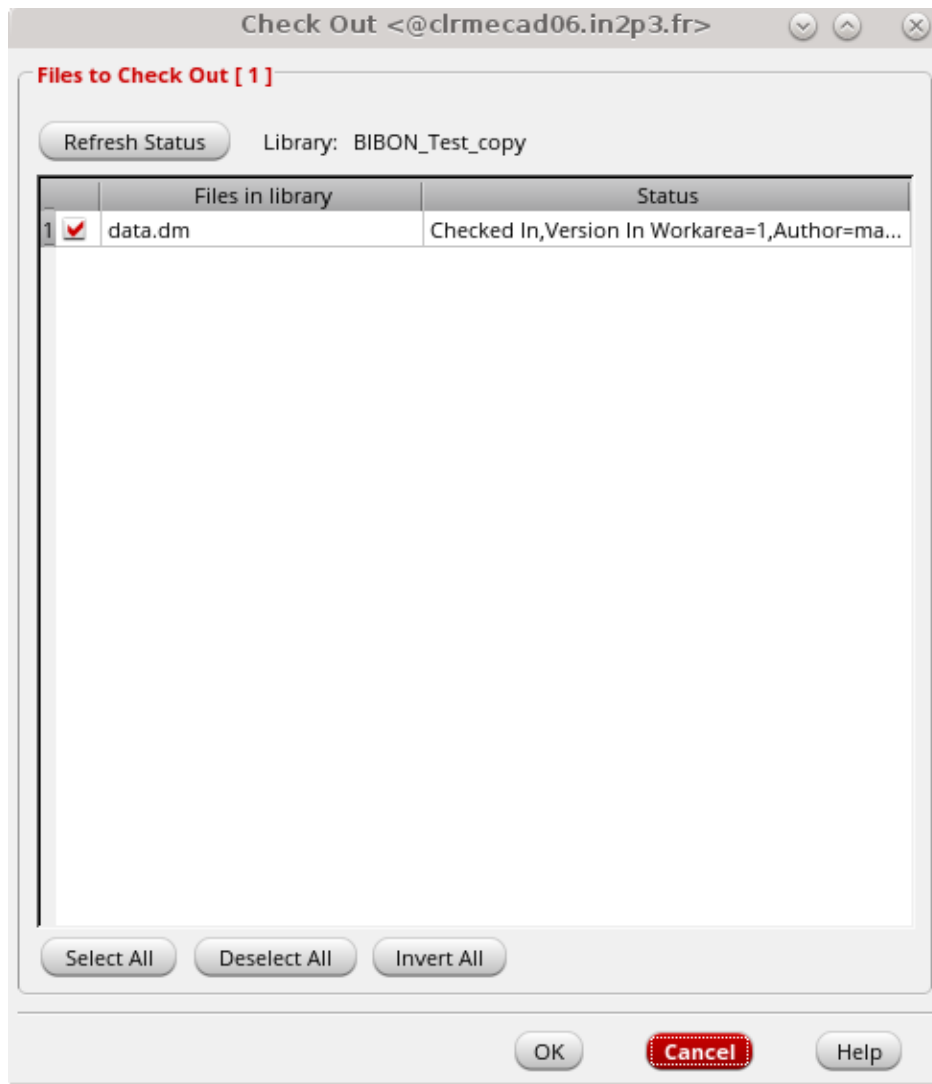 Check Out <@clrmecad06.in2p3.fr>
Files to Check Out [ 1 ]
Refresh Status Library: BIBON_Test_copy
Files in library Status
1 data.dm Checked In,Version In Workarea=1,Author=ma...
Select All Deselect All Invert All
OK Cancel Help